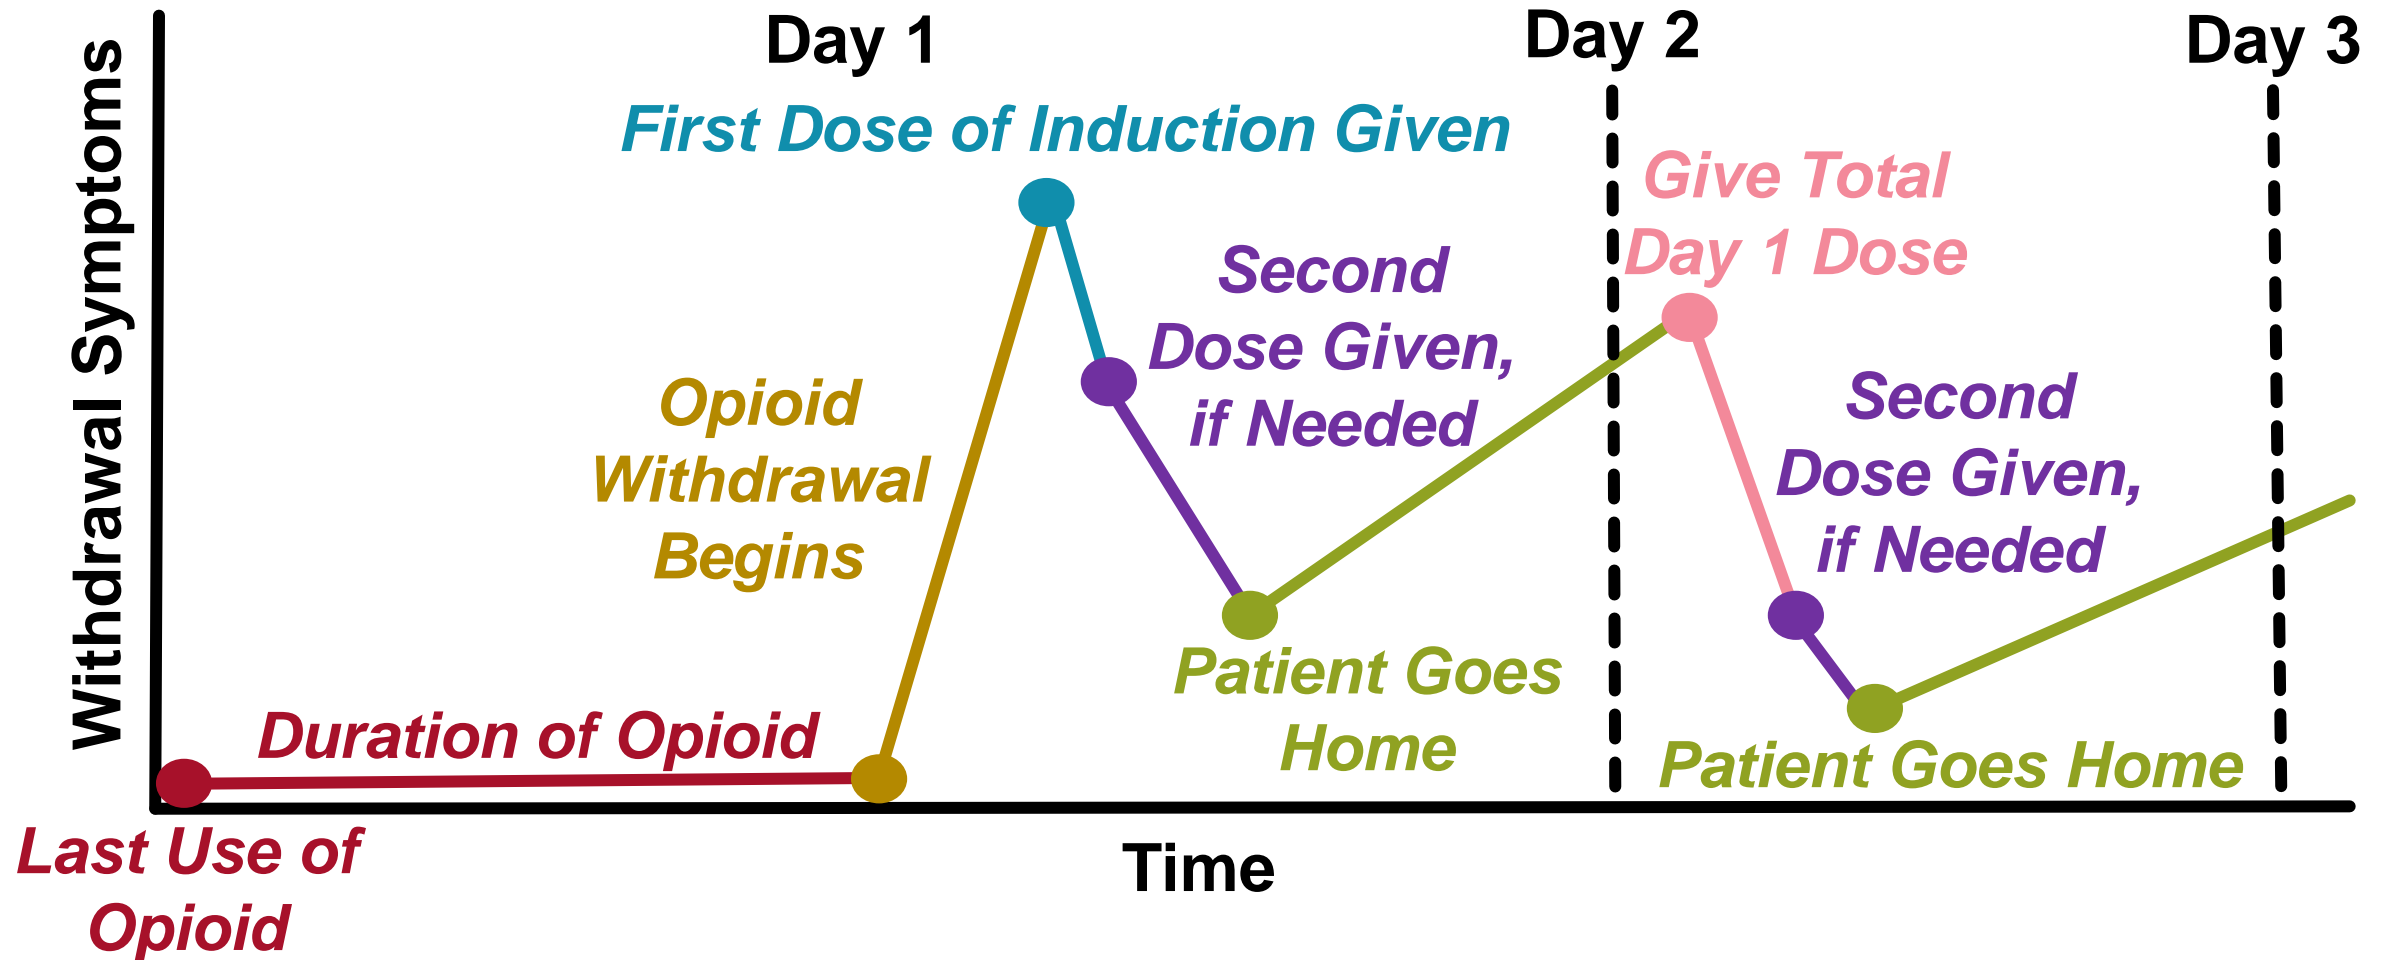 Withdrawal Symptoms
Day 1
Day 2
Day 3
First Dose of Induction Given
Give Total
Day 1 Dose
Second
Dose Given,
if Needed
Second
Dose Given,
if Needed
Opioid
Withdrawal
Begins
Patient Goes
Home
Duration of Opioid
Patient Goes Home
Last Use of
Opioid
Time